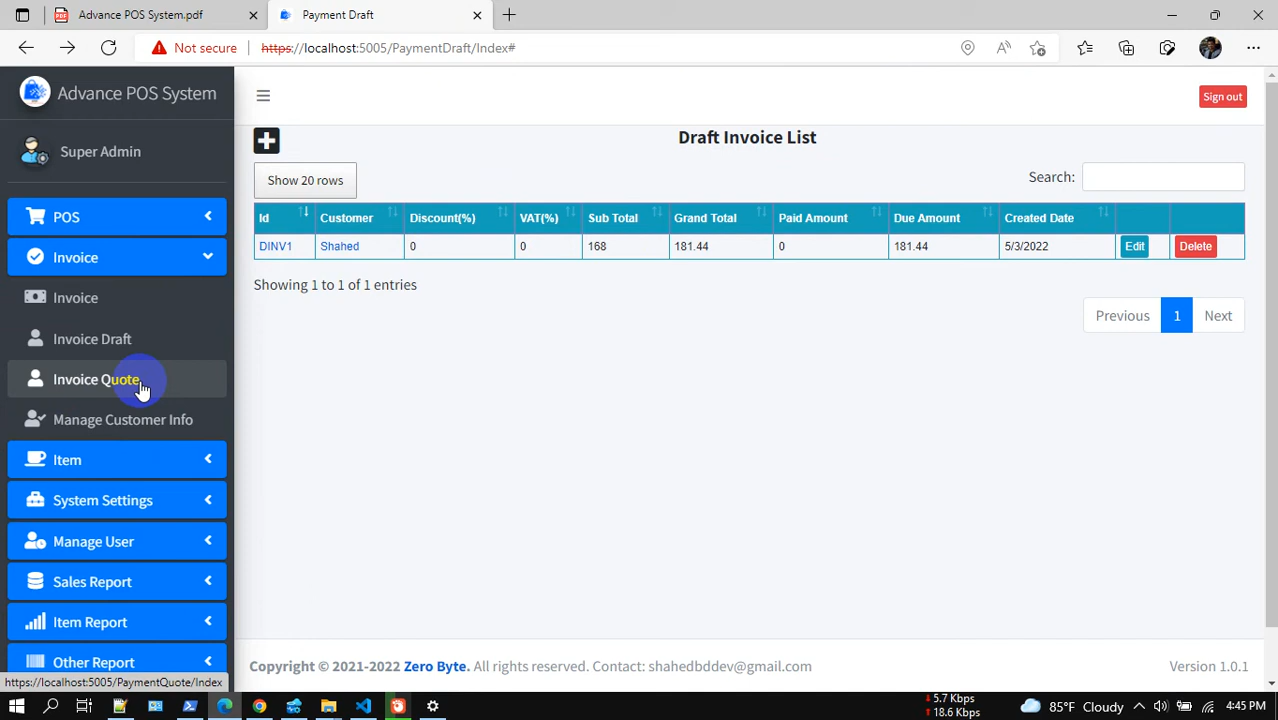 Advance POS System.pdf
Payment Draft
Not secure
https://localhost:5005/PaymentDraft/Index#
Advance POS System
Sign out
Super Admin
Draft Invoice List
Show 20 rows
Search:
POS
Invoice
Invoice
Invoice Draft
Invoice Quote
Manage Customer Info
Item
System Settings
Manage User
Sales Report
Item Report
Other Report
Id Customer Discount(%) VAT(%) Sub Total Grand Total Paid Amount Due Amount Created Date
DINV1 Shahed 0 0 168 181.44 0 181.44 5/3/2022 Edit Delete
Showing 1 to 1 of 1 entries
Previous 1 Next
Copyright © 2021-2022 Zero Byte. All rights reserved. Contact: shahedbddev@gmail.com
Version 1.0.1
https://localhost:5005/PaymentQuote/Index
5.7 Kbps
18.6 Kbps
85°F Cloudy
4:45 PM